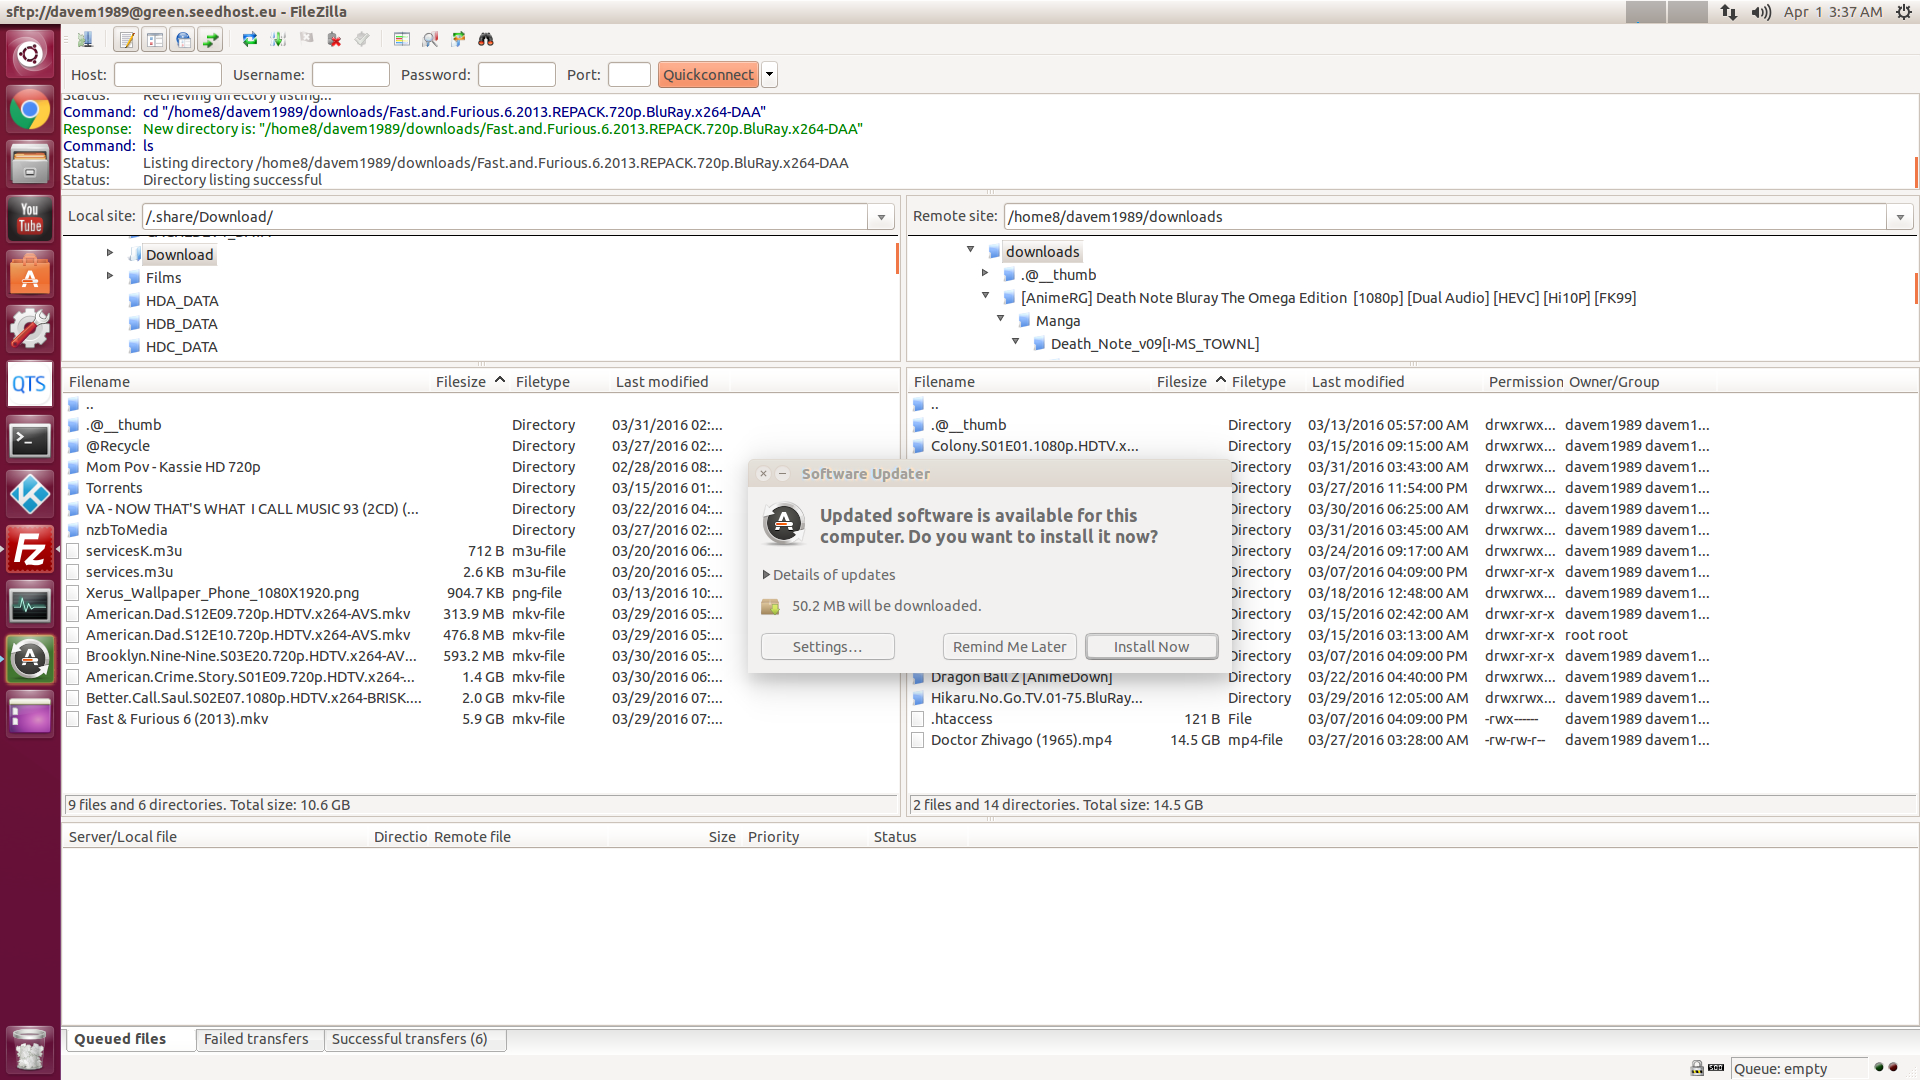 sftp://davem1989@green.seedhost.eu - FileZilla
Apr 1 3:37 AM
Host: Username: Password: Port: Quickconnect
Status: Retrieving directory listing...
Command: cd "/home8/davem1989/downloads/Fast.and.Furious.6.2013.REPACK.720p.BluRay.x264-DAA"
Response: New directory is: "/home8/davem1989/downloads/Fast.and.Furious.6.2013.REPACK.720p.BluRay.x264-DAA"
Command: ls
Status: Listing directory /home8/davem1989/downloads/Fast.and.Furious.6.2013.REPACK.720p.BluRay.x264-DAA
Status: Directory listing successful
You
Tube
QTS
Fz
Local site: /.share/Download/
Download
Films
HDA_DATA
HDB_DATA
HDC_DATA
Remote site: /home8/davem1989/downloads
downloads
.@__thumb
[AnimeRG] Death Note Bluray The Omega Edition [1080p] [Dual Audio] [HEVC] [Hi10P] [FK99]
Manga
Death_Note_v09[I-MS_TOWNL]
Filename Filesize Filetype Last modified
..
.@__thumb Directory 03/31/2016 02:...
@Recycle Directory 03/27/2016 02:...
Mom Pov - Kassie HD 720p Directory 02/28/2016 08:...
Torrents Directory 03/15/2016 01:...
VA - NOW THAT'S WHAT I CALL MUSIC 93 (2CD) (... Directory 03/22/2016 04:...
nzbToMedia Directory 03/27/2016 02:...
servicesK.m3u 712 B m3u-file 03/20/2016 06:...
services.m3u 2.6 KB m3u-file 03/20/2016 05:...
Xerus_Wallpaper_Phone_1080X1920.png 904.7 KB png-file 03/13/2016 10:...
American.Dad.S12E09.720p.HDTV.x264-AVS.mkv 313.9 MB mkv-file 03/29/2016 05:...
American.Dad.S12E10.720p.HDTV.x264-AVS.mkv 476.8 MB mkv-file 03/29/2016 05:...
Brooklyn.Nine-Nine.S03E20.720p.HDTV.x264-AV... 593.2 MB mkv-file 03/30/2016 05:...
American.Crime.Story.S01E09.720p.HDTV.x264-... 1.4 GB mkv-file 03/30/2016 06:...
Better.Call.Saul.S02E07.1080p.HDTV.x264-BRISK.... 2.0 GB mkv-file 03/29/2016 07:...
Fast & Furious 6 (2013).mkv 5.9 GB mkv-file 03/29/2016 07:...
9 files and 6 directories. Total size: 10.6 GB
Filename Filesize Filetype Last modified Permission Owner/Group
..
.@__thumb Directory 03/13/2016 05:57:00 AM drwxrwx... davem1989 davem1...
Colony.S01E01.1080p.HDTV.x... Directory 03/15/2016 09:15:00 AM drwxrwx... davem1989 davem1...
Directory 03/31/2016 03:43:00 AM drwxrwx... davem1989 davem1...
Directory 03/27/2016 11:54:00 PM drwxrwx... davem1989 davem1...
Directory 03/30/2016 06:25:00 AM drwxrwx... davem1989 davem1...
Directory 03/31/2016 03:45:00 AM drwxrwx... davem1989 davem1...
Directory 03/24/2016 09:17:00 AM drwxrwx... davem1989 davem1...
Directory 03/07/2016 04:09:00 PM drwxr-xr-x davem1989 davem1...
Directory 03/18/2016 12:48:00 AM drwxrwx... davem1989 davem1...
Directory 03/15/2016 02:42:00 AM drwxr-xr-x davem1989 davem1...
Directory 03/15/2016 03:13:00 AM drwxr-xr-x root root
Directory 03/07/2016 04:09:00 PM drwxr-xr-x davem1989 davem1...
Dragon Ball Z [AnimeDown] Directory 03/22/2016 04:40:00 PM drwxrwx... davem1989 davem1...
Hikaru.No.Go.TV.01-75.BluRay... Directory 03/29/2016 12:05:00 AM drwxrwx... davem1989 davem1...
.htaccess 121 B File 03/07/2016 04:09:00 PM -rwx------ davem1989 davem1...
Doctor Zhivago (1965).mp4 14.5 GB mp4-file 03/27/2016 03:28:00 AM -rw-rw-r-- davem1989 davem1...
2 files and 14 directories. Total size: 14.5 GB
Software Updater
Updated software is available for this
computer. Do you want to install it now?
Details of updates
50.2 MB will be downloaded.
Settings... Remind Me Later Install Now
Server/Local file Directio Remote file Size Priority Status
Queued files Failed transfers Successful transfers (6)
Queue: empty